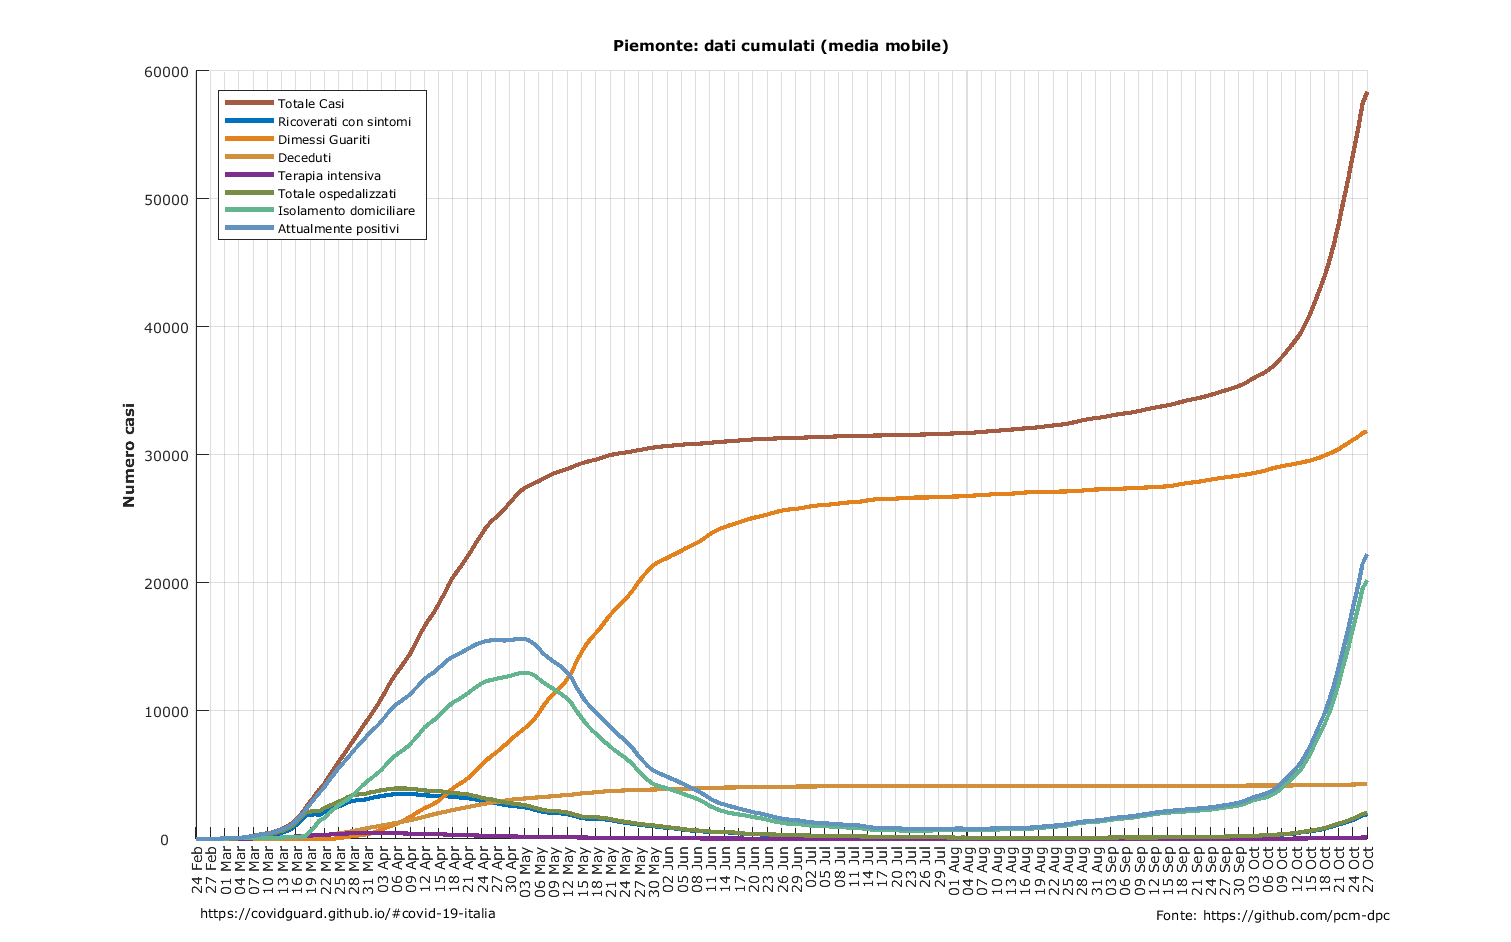 Piemonte: dati cumulati (media mobile)
60000
50000
40000
30000
20000
10000
0
Numero casi
Totale Casi
Ricoverati con sintomi
Dimessi Guariti
Deceduti
Terapia intensiva
Totale ospedalizzati
Isolamento domiciliare
Attualmente positivi
24 Feb
27 Feb
01 Mar
04 Mar
07 Mar
10 Mar
13 Mar
16 Mar
19 Mar
22 Mar
25 Mar
28 Mar
31 Mar
03 Apr
06 Apr
09 Apr
12 Apr
15 Apr
18 Apr
21 Apr
24 Apr
27 Apr
30 Apr
03 May
06 May
09 May
12 May
15 May
18 May
21 May
24 May
27 May
30 May
02 Jun
05 Jun
08 Jun
11 Jun
14 Jun
17 Jun
20 Jun
23 Jun
26 Jun
29 Jun
02 Jul
05 Jul
08 Jul
11 Jul
14 Jul
17 Jul
20 Jul
23 Jul
26 Jul
29 Jul
01 Aug
04 Aug
07 Aug
10 Aug
13 Aug
16 Aug
19 Aug
22 Aug
25 Aug
28 Aug
31 Aug
03 Sep
06 Sep
09 Sep
12 Sep
15 Sep
18 Sep
21 Sep
24 Sep
27 Sep
30 Sep
03 Oct
06 Oct
09 Oct
12 Oct
15 Oct
18 Oct
21 Oct
24 Oct
27 Oct
https://covidguard.github.io/#covid-19-italia
Fonte: https://github.com/pcm-dpc